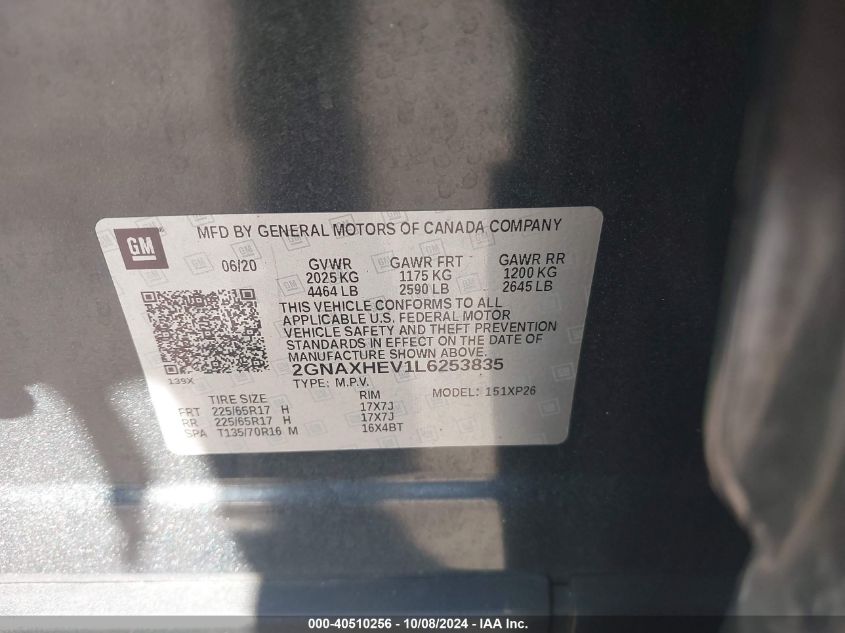 GM
MFD BY GENERAL MOTORS OF CANADA COMPANY
06/20 GVWR GAWR FRT GAWR RR
2025 KG 1175 KG 1200 KG
4464 LB 2590 LB 2645 LB
THIS VEHICLE CONFORMS TO ALL
APPLICABLE U.S. FEDERAL MOTOR
VEHICLE SAFETY AND THEFT PREVENTION
STANDARDS IN EFFECT ON THE DATE OF
MANUFACTURE SHOWN ABOVE.
2GNAXHEV1L6253835
139X TYPE: M.P.V. MODEL: 151XP26
TIRE SIZE RIM
FRT 225/65R17 H 17X7J
RR 225/65R17 H 17X7J
SPA T135/70R16 M 16X4BT
000-40510256 - 10/08/2024 - IAA Inc.